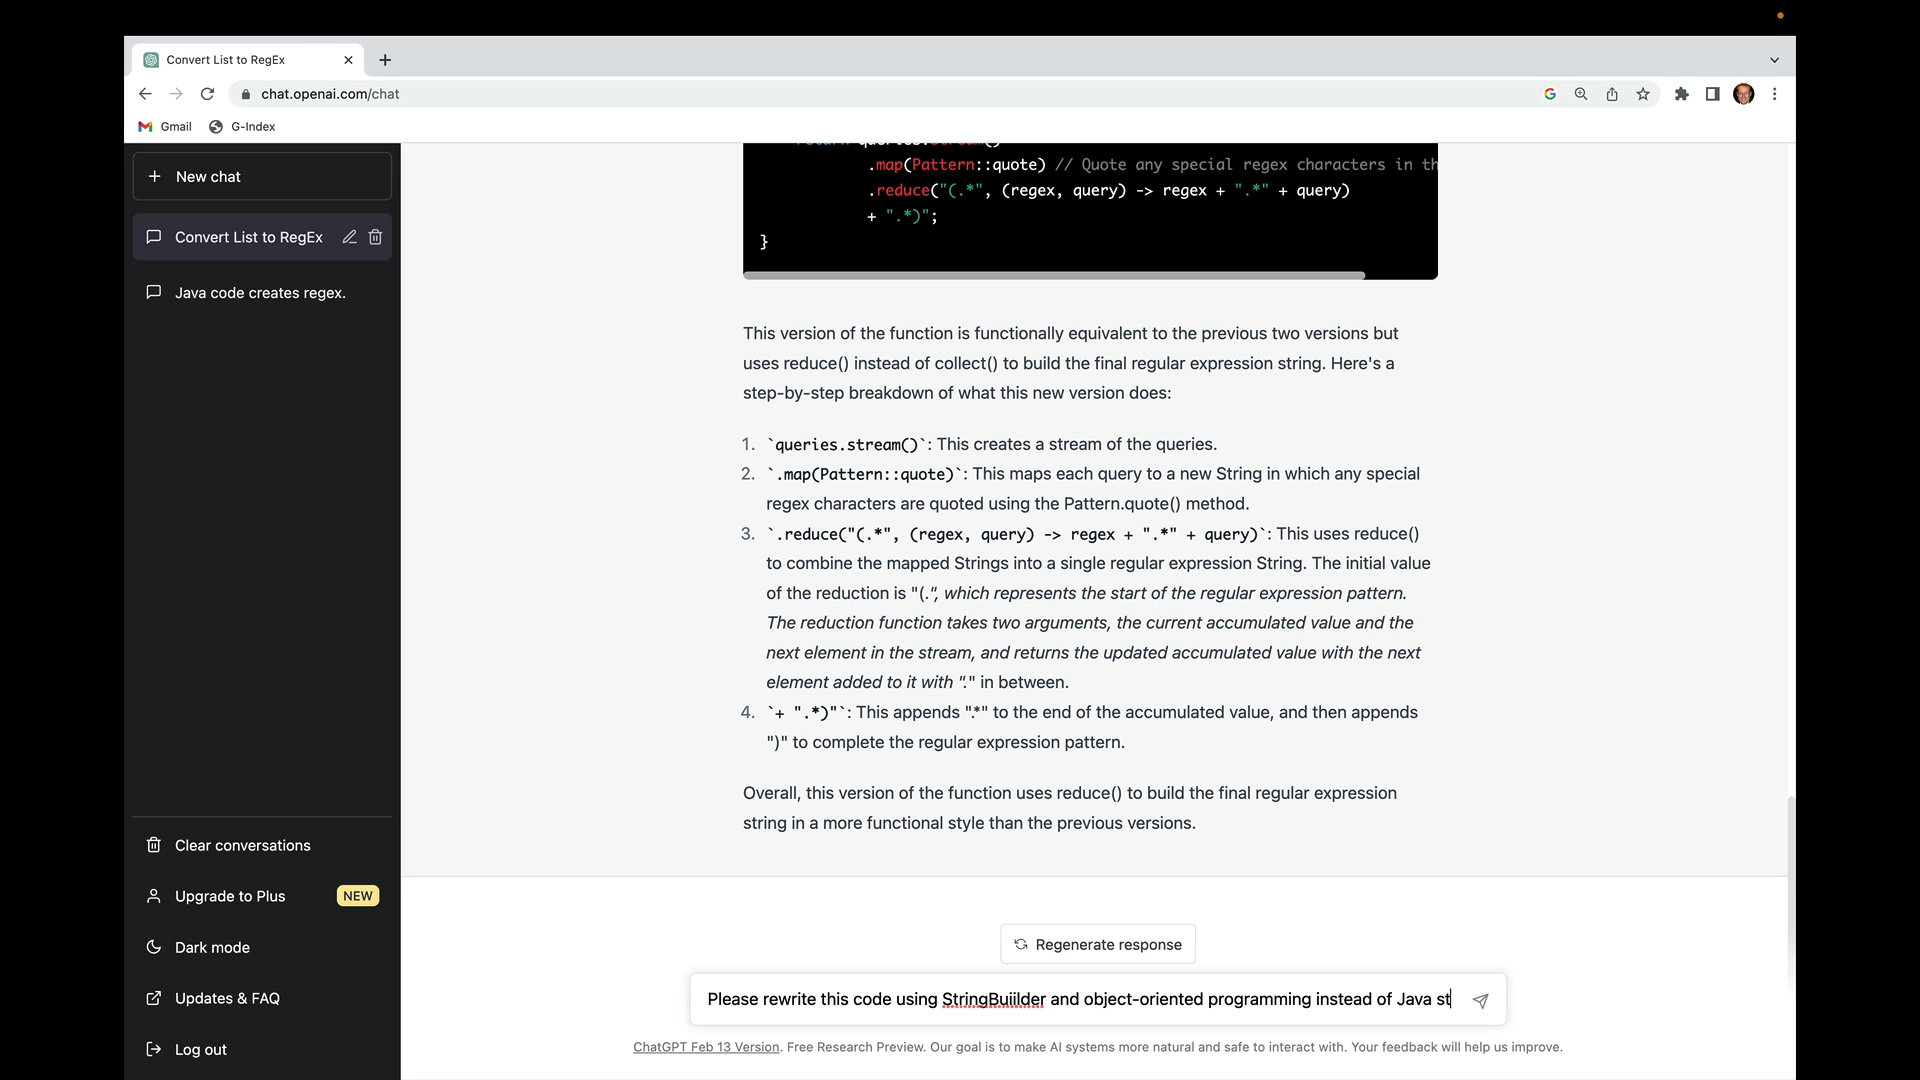 Convert List to RegEx
chat.openai.com/chat
Gmail G-Index
New chat
Convert List to RegEx
Java code creates regex.
.map(Pattern::quote) // Quote any special regex characters in th
.reduce("(.*", (regex, query) -> regex + ".*" + query)
+ ".*)";
}
This version of the function is functionally equivalent to the previous two versions but
uses reduce() instead of collect() to build the final regular expression string. Here's a
step-by-step breakdown of what this new version does:
1. `queries.stream()`: This creates a stream of the queries.
2. `.map(Pattern::quote)`: This maps each query to a new String in which any special
regex characters are quoted using the Pattern.quote() method.
3. `.reduce("(.*", (regex, query) -> regex + ".*" + query)`: This uses reduce()
to combine the mapped Strings into a single regular expression String. The initial value
of the reduction is "(.", which represents the start of the regular expression pattern.
The reduction function takes two arguments, the current accumulated value and the
next element in the stream, and returns the updated accumulated value with the next
element added to it with "." in between.
4. `+ ".*)"`: This appends ".*" to the end of the accumulated value, and then appends
")" to complete the regular expression pattern.
Overall, this version of the function uses reduce() to build the final regular expression
string in a more functional style than the previous versions.
Clear conversations
Upgrade to Plus NEW
Dark mode
Updates & FAQ
Log out
Regenerate response
Please rewrite this code using StringBuiilder and object-oriented programming instead of Java st
ChatGPT Feb 13 Version. Free Research Preview. Our goal is to make AI systems more natural and safe to interact with. Your feedback will help us improve.